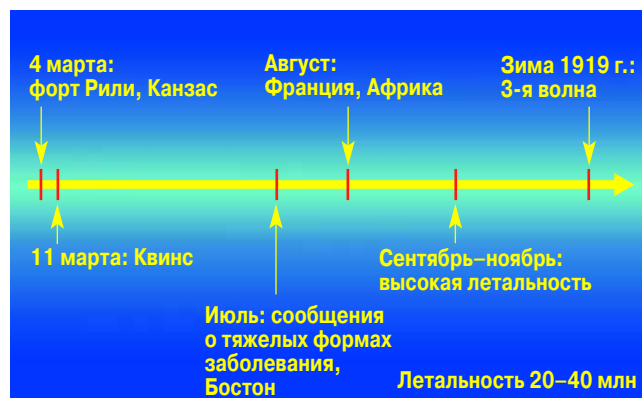 4 марта:
форт Рили, Канзас
Август:
Франция, Африка
Зима 1919 г.:
3-я волна
11 марта: Квинс
Июль: сообщения
о тяжелых формах
заболевания,
Бостон
Сентябрь–ноябрь:
высокая летальность
Летальность 20–40 млн